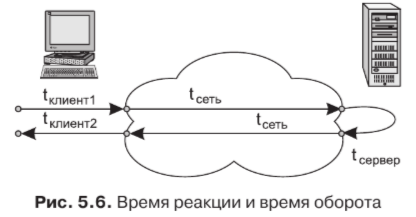 tклиент1
tсеть
tклиент2
tсеть
tсервер
Рис. 5.6. Время реакции и время оборота